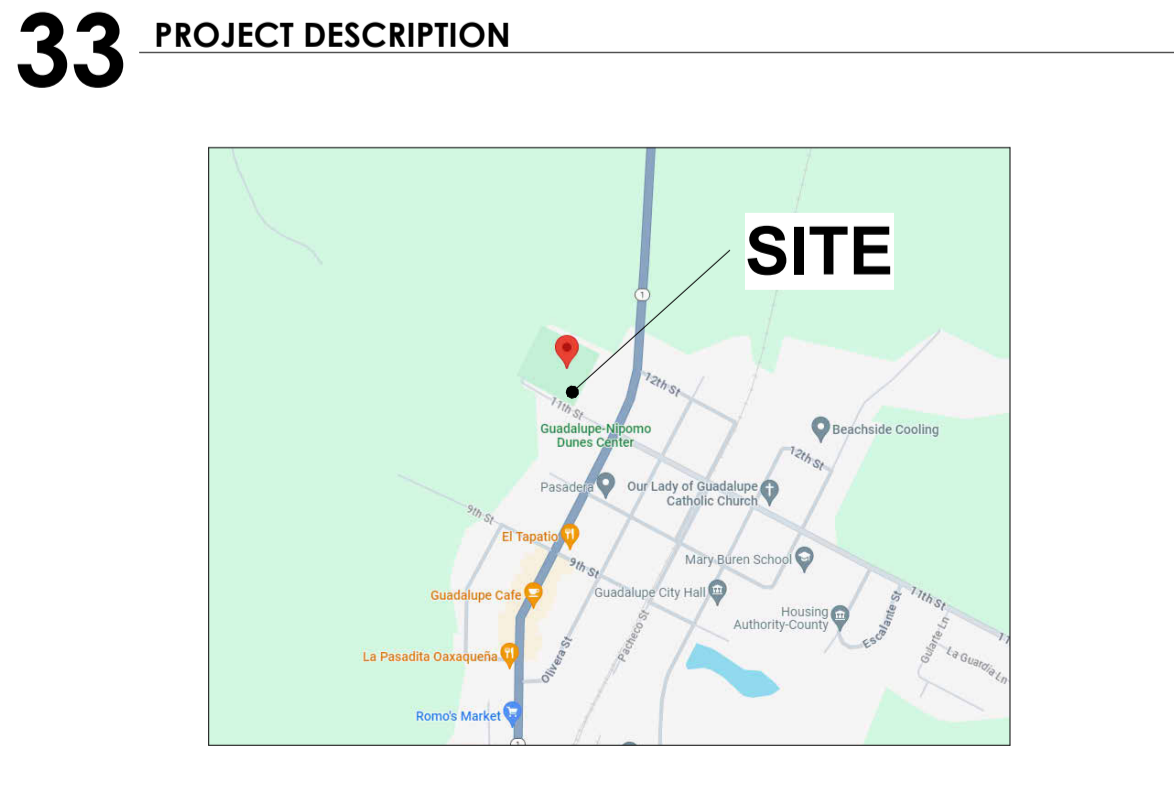 33 PROJECT DESCRIPTION
SITE
1
12th St
11th St
Guadalupe-Nipomo
Dunes Center
Beachside Cooling
12th St
Pasadera
Our Lady of Guadalupe
Catholic Church
9th St
El Tapatio
Mary Buren School
9th St
Guadalupe Cafe
Guadalupe City Hall
11th St
Housing
Authority-County
Escalante St
Pacheco St
Gularte Ln
11
La Pasadita Oaxaqueña
Olivera St
La Guardia Ln
Romo's Market
1